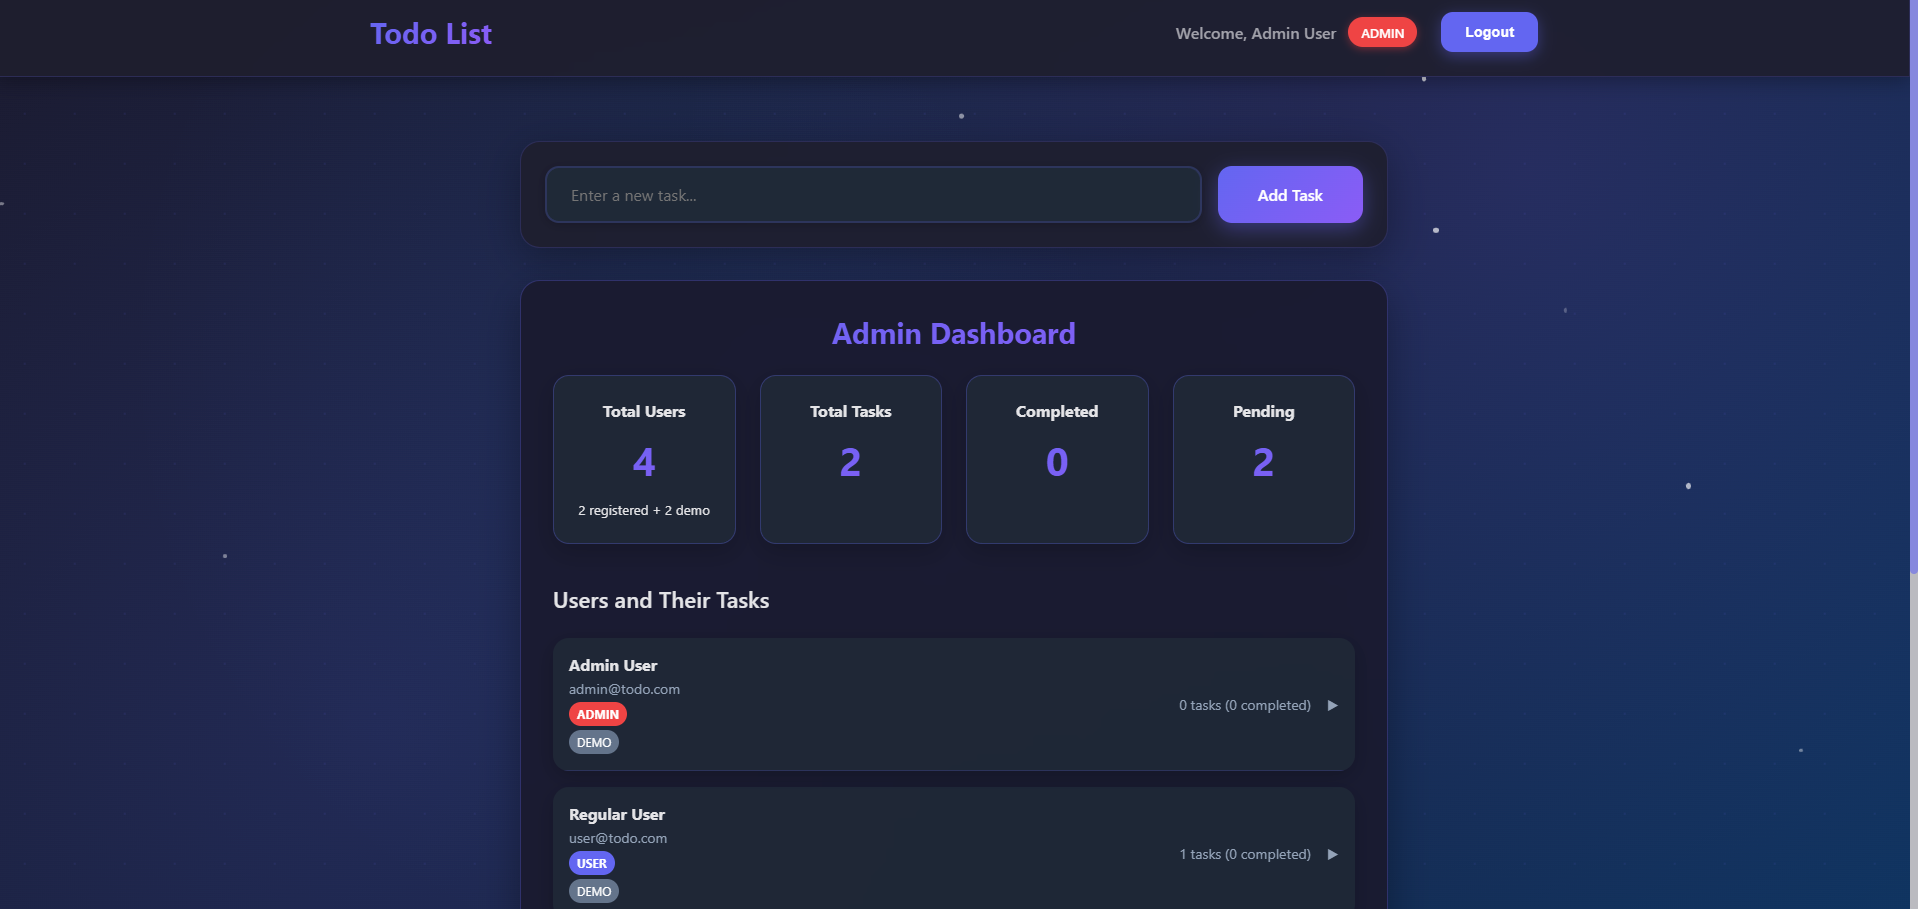 Todo List
Welcome, Admin User
ADMIN
Logout
Enter a new task...
Add Task
Admin Dashboard
Total Users
4
2 registered + 2 demo
Total Tasks
2
Completed
0
Pending
2
Users and Their Tasks
Admin User
admin@todo.com
ADMIN
DEMO
0 tasks (0 completed)
Regular User
user@todo.com
USER
DEMO
1 tasks (0 completed)